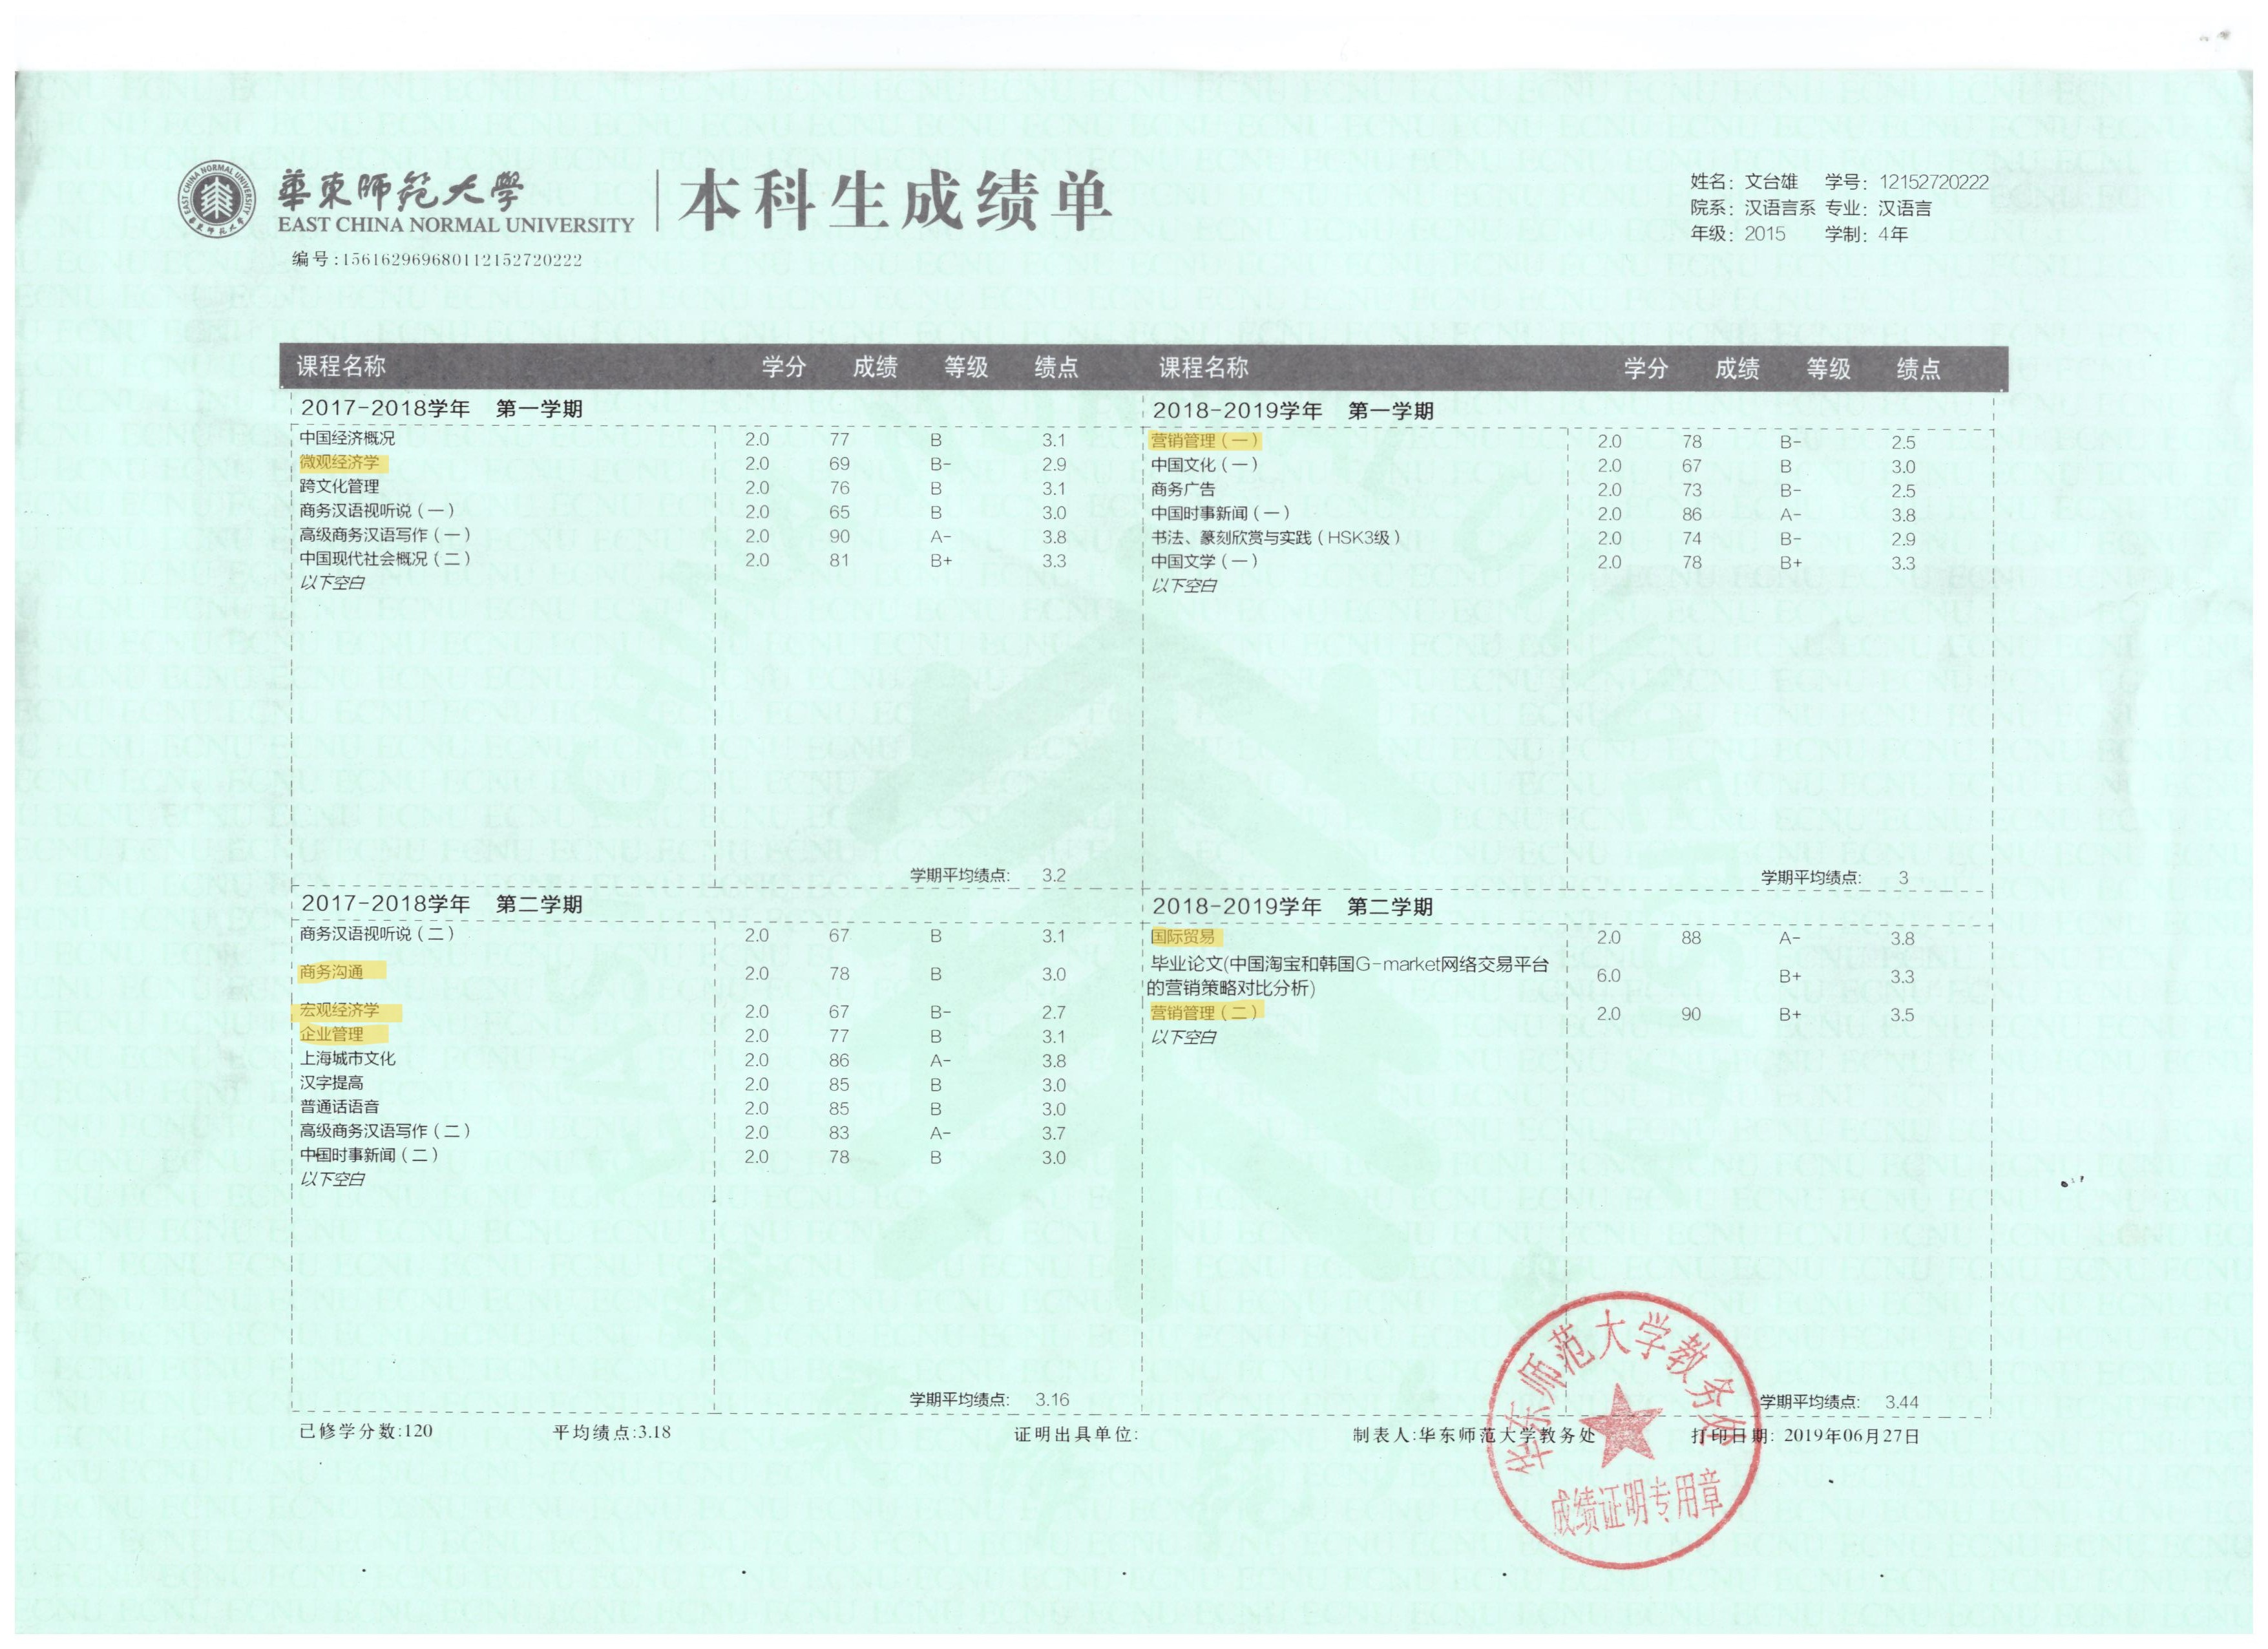 華東師範大學
EAST CHINA NORMAL UNIVERSITY
本科生成绩单
编号:156162969680112152720222
姓名: 文台雄 学号: 12152720222
院系: 汉语言系 专业: 汉语言
年级: 2015 学制: 4年
课程名称 学分 成绩 等级 绩点 课程名称 学分 成绩 等级 绩点
2017-2018学年 第一学期
中国经济概况 2.0 77 B 3.1
微观经济学 2.0 69 B- 2.9
跨文化管理 2.0 76 B 3.1
商务汉语视听说(一) 2.0 65 B 3.0
高级商务汉语写作(一) 2.0 90 A- 3.8
中国现代社会概况(二) 2.0 81 B+ 3.3
以下空白
学期平均绩点: 3.2
2017-2018学年 第二学期
商务汉语视听说(二) 2.0 67 B 3.1
商务沟通 2.0 78 B 3.0
宏观经济学 2.0 67 B- 2.7
企业管理 2.0 77 B 3.1
上海城市文化 2.0 86 A- 3.8
汉字提高 2.0 85 B 3.0
普通话语音 2.0 85 B 3.0
高级商务汉语写作(二) 2.0 83 A- 3.7
中国时事新闻(二) 2.0 78 B 3.0
以下空白
学期平均绩点: 3.16
2018-2019学年 第一学期
营销管理(一) 2.0 78 B- 2.5
中国文化(一) 2.0 67 B 3.0
商务广告 2.0 73 B- 2.5
中国时事新闻(一) 2.0 86 A- 3.8
书法、篆刻欣赏与实践(HSK3级) 2.0 74 B- 2.9
中国文学(一) 2.0 78 B+ 3.3
以下空白
学期平均绩点: 3
2018-2019学年 第二学期
国际贸易 2.0 88 A- 3.8
毕业论文(中国淘宝和韩国G-market网络交易平台
的营销策略对比分析) 6.0 B+ 3.3
营销管理(二) 2.0 90 B+ 3.5
以下空白
学期平均绩点: 3.44
已修学分数:120 平均绩点:3.18 证明出具单位: 制表人:华东师范大学教务处 打印日期: 2019年06月27日
华东师范大学教务处
成绩证明专用章